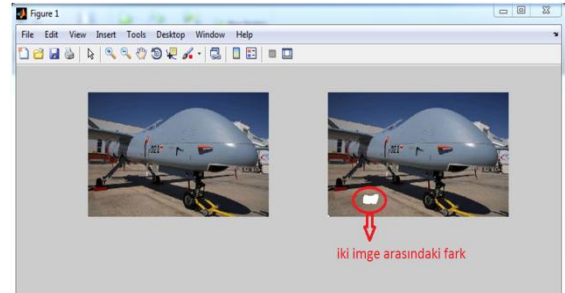 Figure 1
File Edit View Insert Tools Desktop Window Help
iki imge arasındaki fark